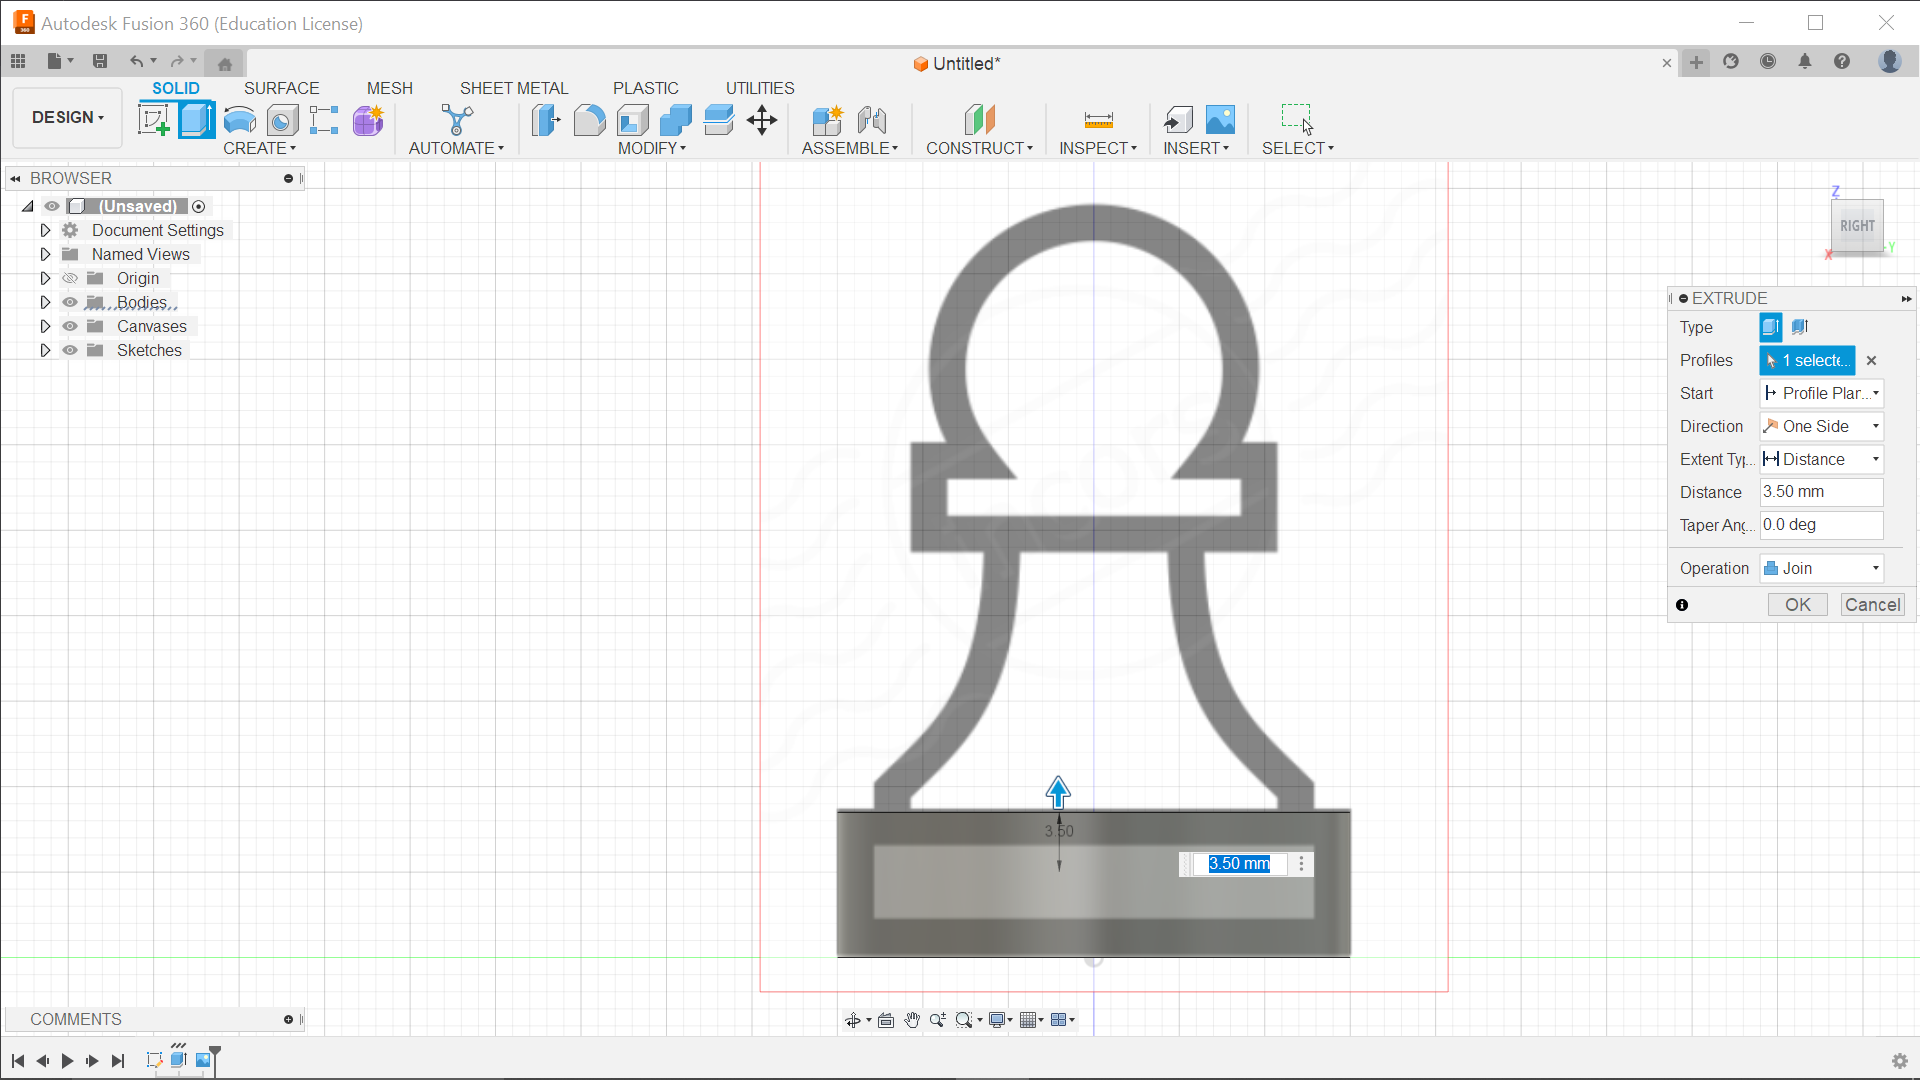 Autodesk Fusion 360 (Education License)
Untitled*
DESIGN
SOLID SURFACE MESH SHEET METAL PLASTIC UTILITIES
CREATE AUTOMATE MODIFY ASSEMBLE CONSTRUCT INSPECT INSERT SELECT
BROWSER
(Unsaved)
Document Settings
Named Views
Origin
Bodies
Canvases
Sketches
Z
RIGHT
X
Y
EXTRUDE
Type
Profiles 1 selecte...
Start Profile Plan...
Direction One Side
Extent Typ... Distance
Distance 3.50 mm
Taper Ang... 0.0 deg
Operation Join
OK Cancel
3.50
3.50 mm
COMMENTS